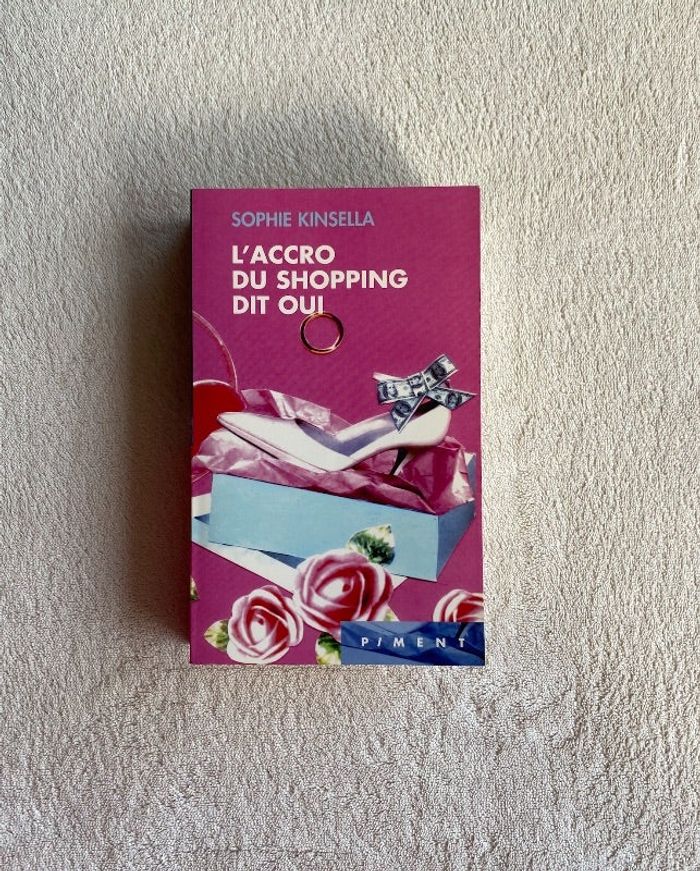 SOPHIE KINSELLA
L'ACCRO
DU SHOPPING
DIT OUI
PIMENT